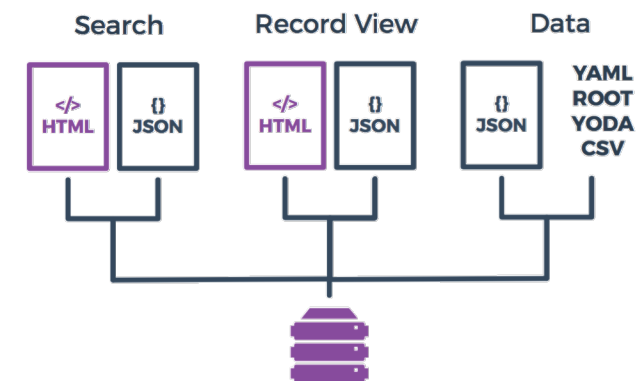 Search
Record View
Data
</>
HTML
{}
JSON
</>
HTML
{}
JSON
{}
JSON
YAML
ROOT
YODA
CSV